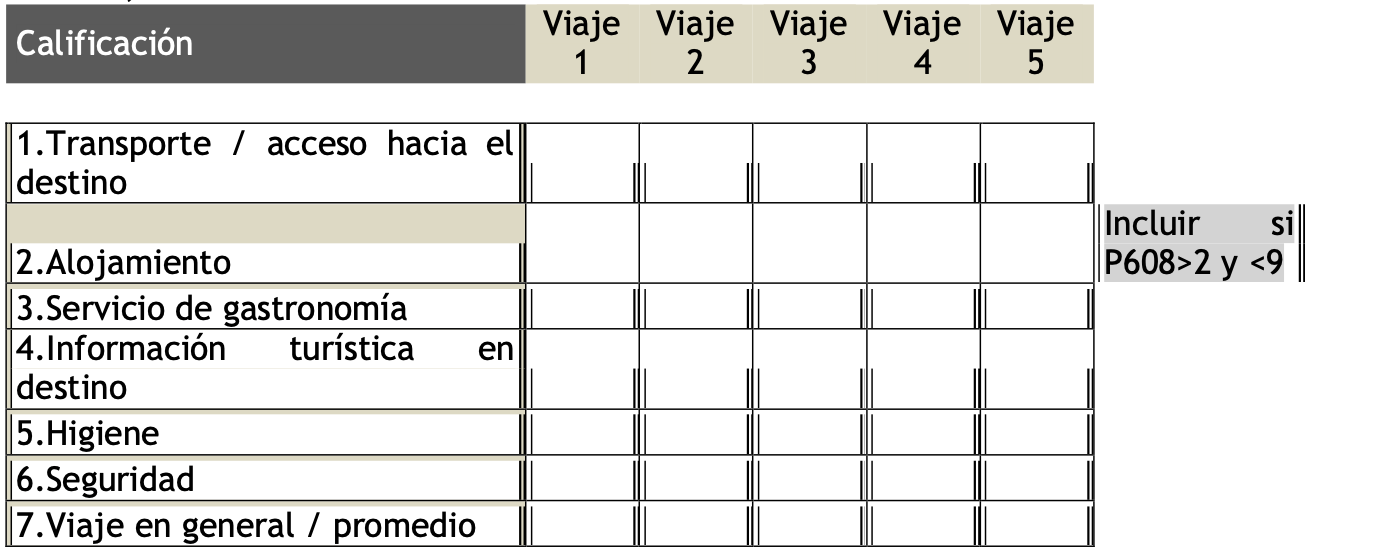 Calificación
Viaje Viaje Viaje Viaje Viaje
1 2 3 4 5
1.Transporte / acceso hacia el
destino
Incluir si
2.Alojamiento P608>2 y <9
3.Servicio de gastronomía
4.Información turística en
destino
5.Higiene
6.Seguridad
7.Viaje en general / promedio